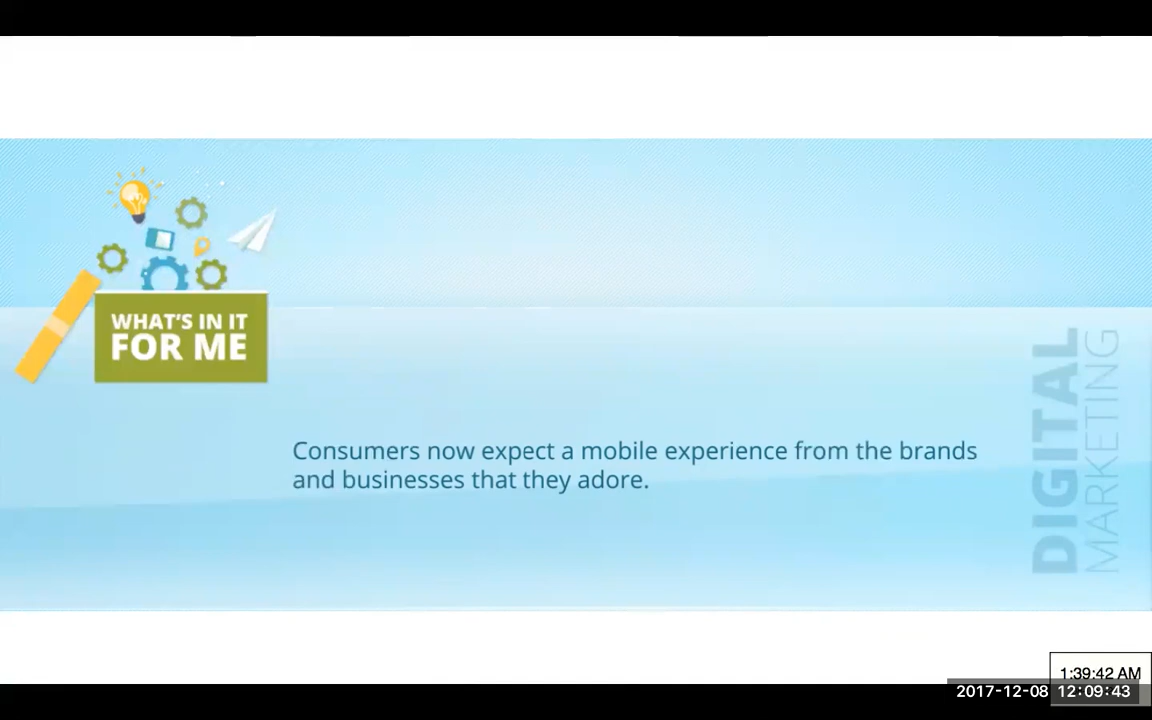 WHAT'S IN IT
FOR ME
Consumers now expect a mobile experience from the brands
and businesses that they adore.
DIGITAL
MARKETING
1:39:42 AM
2017-12-08 12:09:43